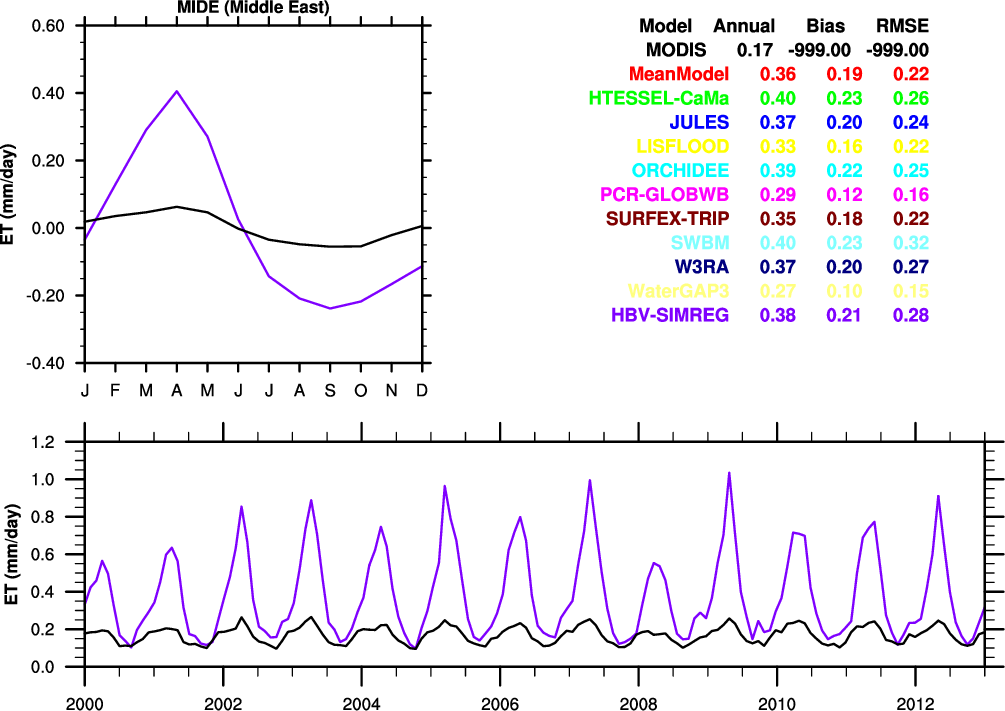 MIDE (Middle East)
0.60
0.40
0.20
0.00
-0.20
-0.40
ET (mm/day)
J F M A M J J A S O N D
Model Annual Bias RMSE
MODIS 0.17 -999.00 -999.00
MeanModel 0.36 0.19 0.22
HTESSEL-CaMa 0.40 0.23 0.26
JULES 0.37 0.20 0.24
LISFLOOD 0.33 0.16 0.22
ORCHIDEE 0.39 0.22 0.25
PCR-GLOBWB 0.29 0.12 0.16
SURFEX-TRIP 0.35 0.18 0.22
SWBM 0.40 0.23 0.32
W3RA 0.37 0.20 0.27
WaterGAP3 0.27 0.10 0.15
HBV-SIMREG 0.38 0.21 0.28
1.2
1.0
0.8
0.6
0.4
0.2
0.0
ET (mm/day)
2000 2002 2004 2006 2008 2010 2012